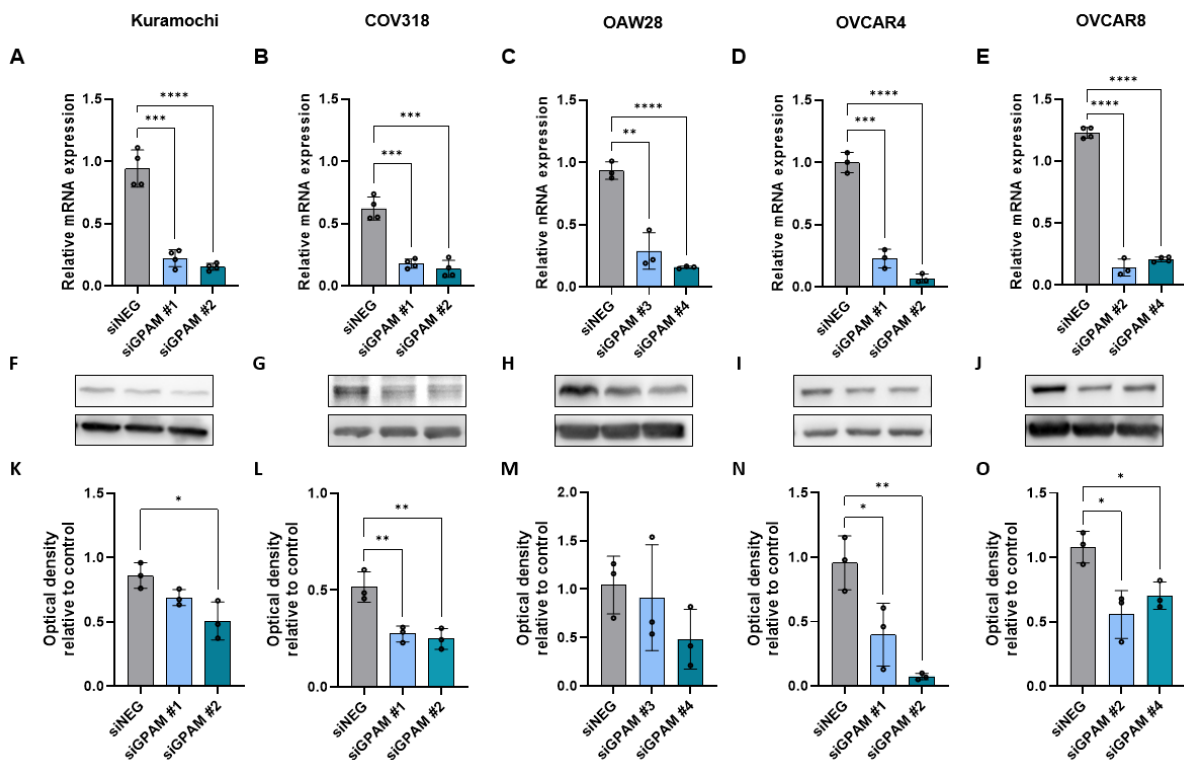 Kuramochi COV318 OAW28 OVCAR4 OVCAR8
A B C D E
Relative mRNA expression
1.5
1.0
0.5
0.0
****
***
siNEG
siGPAM #1
siGPAM #2
Relative mRNA expression
1.5
1.0
0.5
0.0
***
***
siNEG
siGPAM #1
siGPAM #2
Relative nRNA expression
1.5
1.0
0.5
0.0
****
**
siNEG
siGPAM #3
siGPAM #4
Relative mRNA expression
1.5
1.0
0.5
0.0
****
***
siNEG
siGPAM #1
siGPAM #2
Relative mRNA expression
1.5
1.0
0.5
0.0
****
****
siNEG
siGPAM #2
siGPAM #4
F G H I J
K L M N O
Optical density
relative to control
1.5
1.0
0.5
0.0
*
siNEG
siGPAM #1
siGPAM #2
Optical density
relative to control
1.0
0.5
0.0
**
**
siNEG
siGPAM #1
siGPAM #2
Optical density
relative to control
2.0
1.5
1.0
0.5
0.0
siNEG
siGPAM #3
siGPAM #4
Optical density
relative to control
1.5
1.0
0.5
0.0
**
*
siNEG
siGPAM #1
siGPAM #2
Optical density
relative to control
1.5
1.0
0.5
0.0
*
*
siNEG
siGPAM #2
siGPAM #4